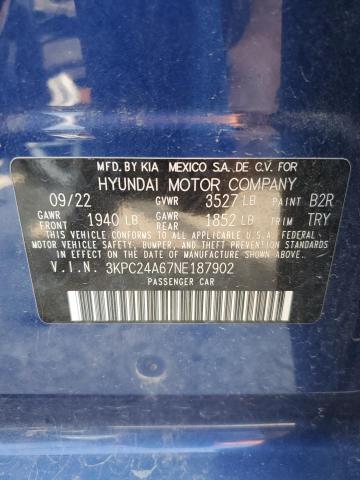 MFD.BY KIA MEXICO S.A. DE C.V. FOR
HYUNDAI MOTOR COMPANY
09/22 GVWR 3527 LB PAINT B2R
GAWR FRONT 1940 LB GAWR REAR 1852 LB TRIM TRY
THIS VEHICLE CONFORMS TO ALL APPLICABLE U.S.A. FEDERAL
MOTOR VEHICLE SAFETY, BUMPER, AND THEFT PREVENTION
STANDARDS IN EFFECT ON THE DATE OF MANUFACTURE SHOWN ABOVE.
V.I.N. 3KPC24A67NE187902
PASSENGER CAR